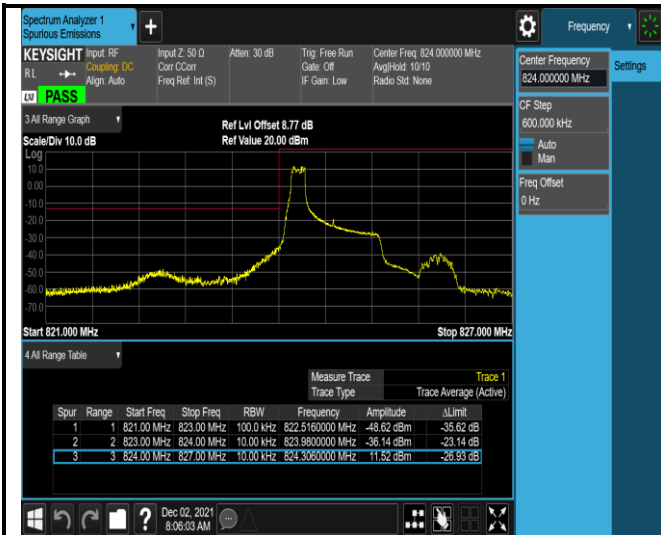 Spectrum Analyzer 1
Spurious Emissions
+
Frequency
KEYSIGHT Input: RF Input Z: 50 Ω Atten: 30 dB Trig: Free Run Center Freq: 824.000000 MHz
RL Coupling: DC Corr CCorr Gate: Off Avg|Hold: 10/10
Align: Auto Freq Ref: Int (S) IF Gain: Low Radio Std: None
LXI PASS
Center Frequency
824.000000 MHz
Settings
CF Step
600.000 kHz
Auto
Man
Freq Offset
0 Hz
3 All Range Graph
Ref Lvl Offset 8.77 dB
Scale/Div 10.0 dB Ref Value 20.00 dBm
Log
10.0
0.00
-10.0
-20.0
-30.0
-40.0
-50.0
-60.0
-70.0
Start 821.000 MHz Stop 827.000 MHz
4 All Range Table
Measure Trace Trace 1
Trace Type Trace Average (Active)
Spur Range Start Freq Stop Freq RBW Frequency Amplitude ΔLimit
1 1 821.00 MHz 823.00 MHz 100.0 kHz 822.5160000 MHz -48.62 dBm -35.62 dB
2 2 823.00 MHz 824.00 MHz 10.00 kHz 823.9800000 MHz -36.14 dBm -23.14 dB
3 3 824.00 MHz 827.00 MHz 10.00 kHz 824.3060000 MHz 11.52 dBm -26.93 dB
? Dec 02, 2021
8:06:03 AM